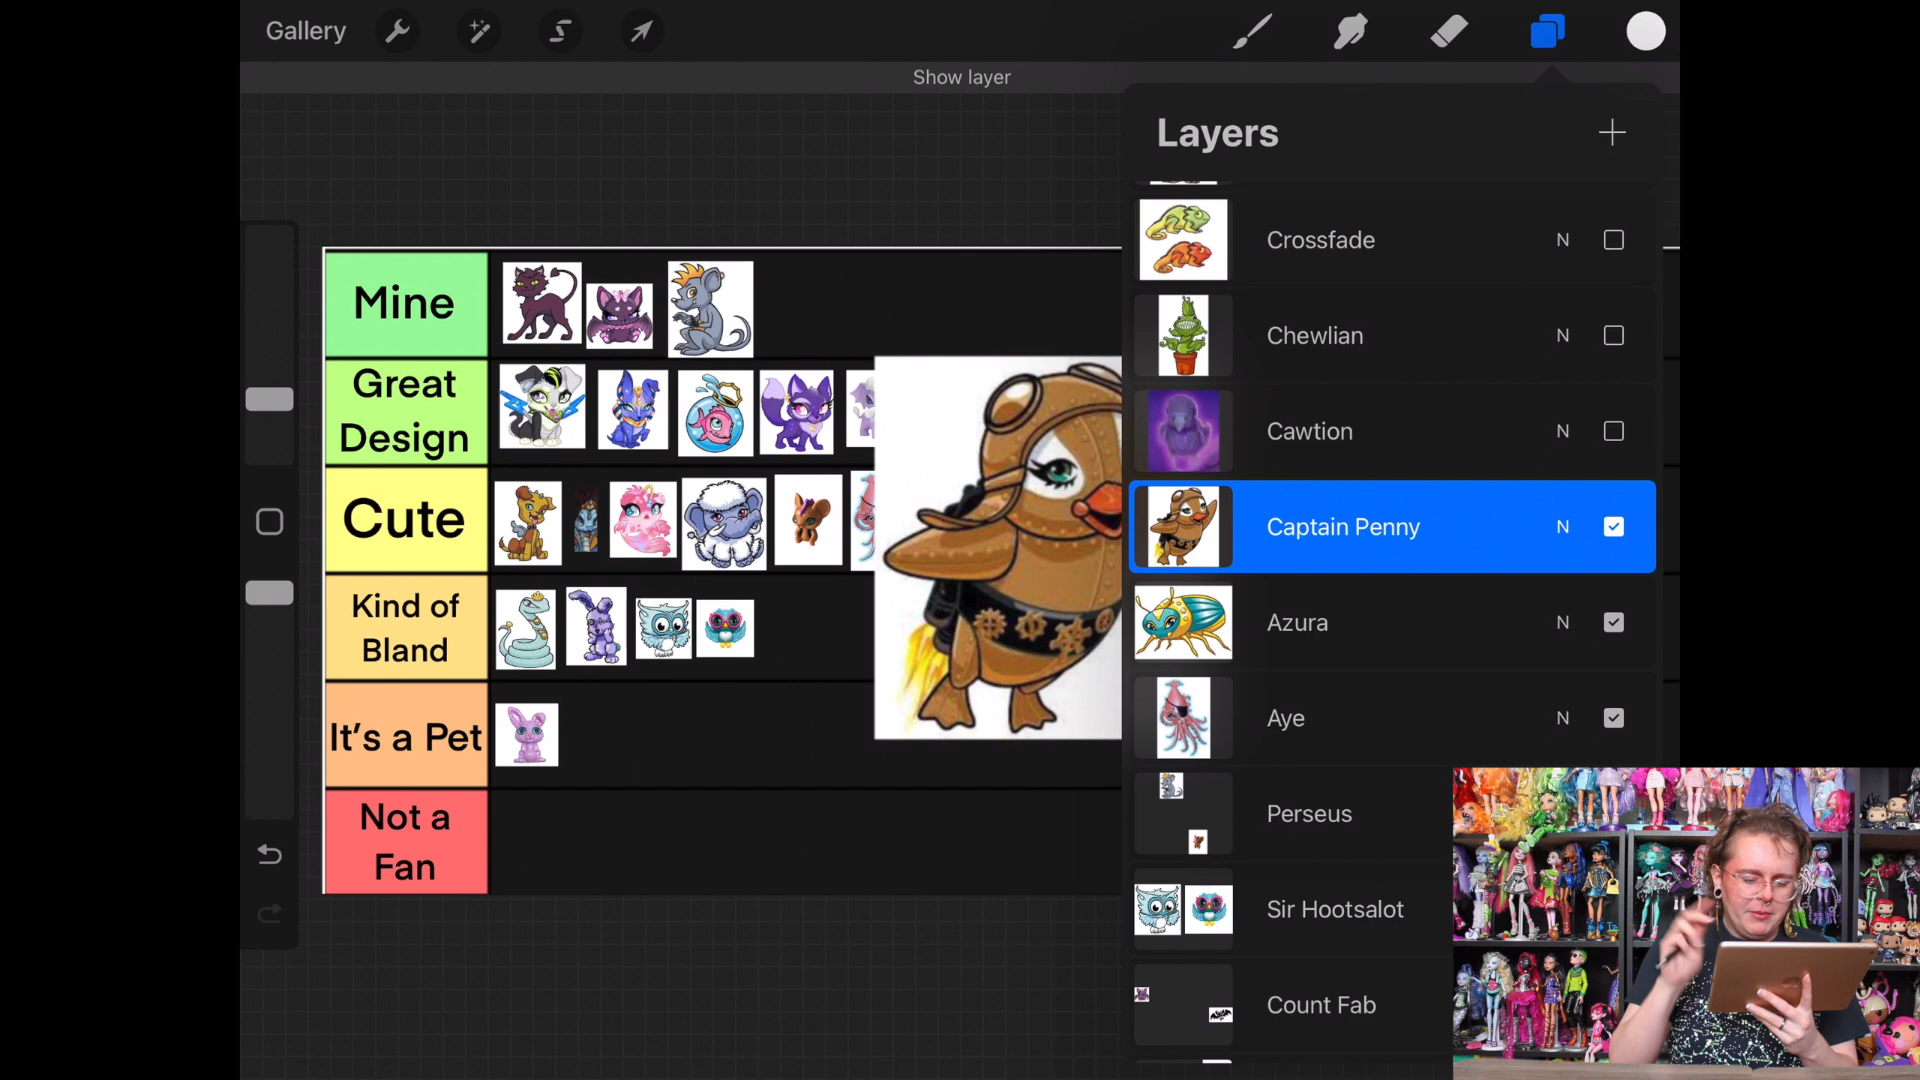 Gallery
Show layer
Layers
Crossfade N
Chewlian N
Cawtion N
Captain Penny N
Azura N
Aye N
Perseus
Sir Hootsalot
Count Fab
Mine
Great
Design
Cute
Kind of
Bland
It's a Pet
Not a
Fan